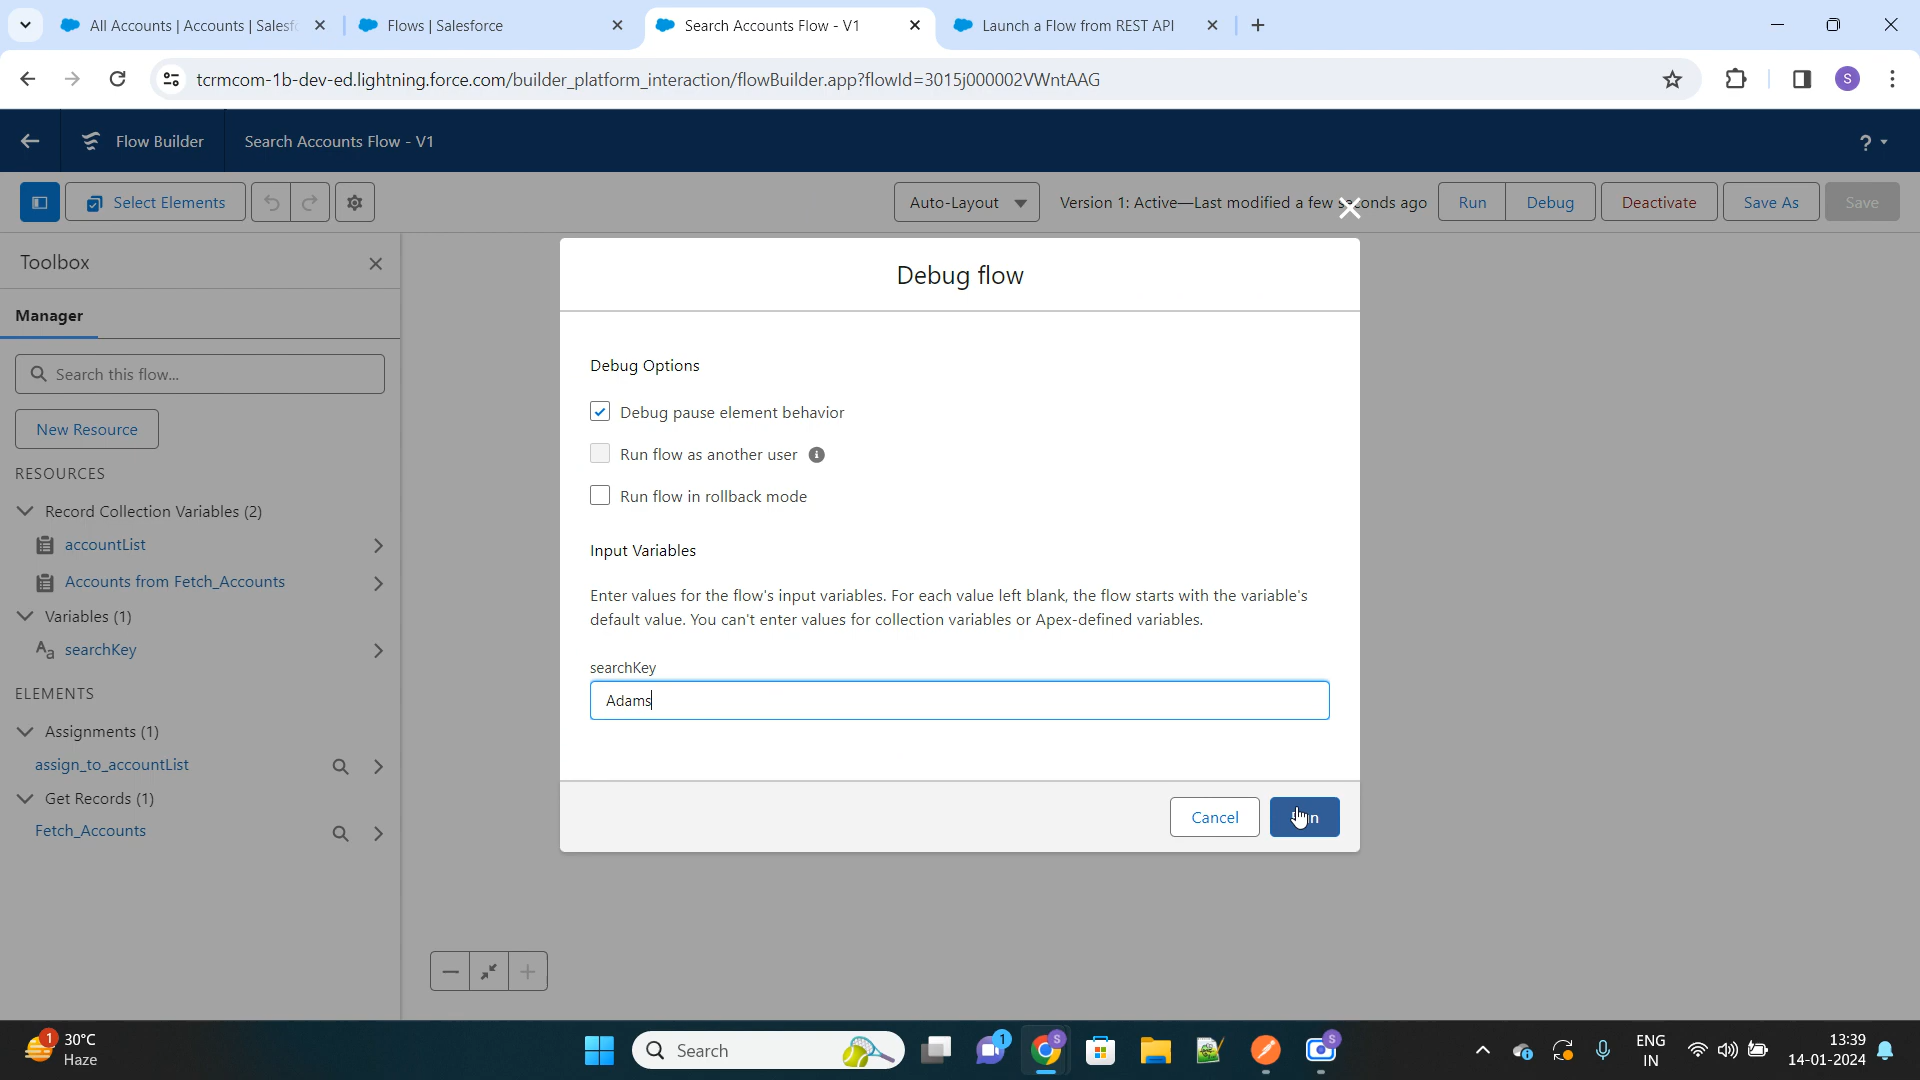 All Accounts | Accounts | Salesf
Flows | Salesforce
Search Accounts Flow - V1
Launch a Flow from REST API
tcrmcom-1b-dev-ed.lightning.force.com/builder_platform_interaction/flowBuilder.app?flowId=3015j000002VWntAAG
S
Flow Builder
Search Accounts Flow - V1
?
Select Elements
Auto-Layout
Version 1: Active—Last modified a few seconds ago
Run
Debug
Deactivate
Save As
Save
Toolbox
Manager
Search this flow...
New Resource
RESOURCES
Record Collection Variables (2)
accountList
Accounts from Fetch_Accounts
Variables (1)
Aa searchKey
ELEMENTS
Assignments (1)
assign_to_accountList
Get Records (1)
Fetch_Accounts
Debug flow
Debug Options
Debug pause element behavior
Run flow as another user
Run flow in rollback mode
Input Variables
Enter values for the flow's input variables. For each value left blank, the flow starts with the variable's
default value. You can't enter values for collection variables or Apex-defined variables.
searchKey
Adams
Cancel
1
30°C
Haze
Search
1
S
S
ENG
IN
13:39
14-01-2024